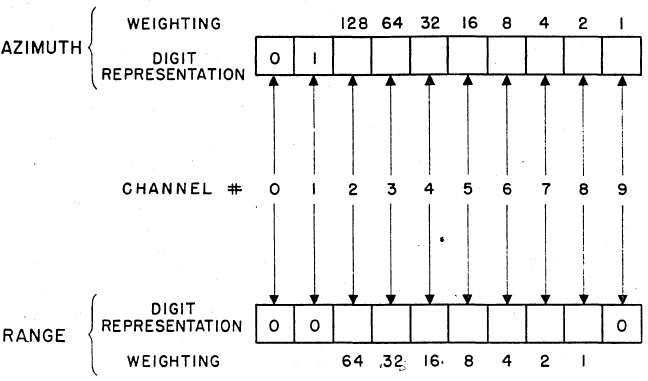 WEIGHTING 128 64 32 16 8 4 2 1
AZIMUTH
DIGIT
REPRESENTATION 0 1
CHANNEL # 0 1 2 3 4 5 6 7 8 9
DIGIT
REPRESENTATION 0 0 0
RANGE
WEIGHTING 64 32 16 8 4 2 1